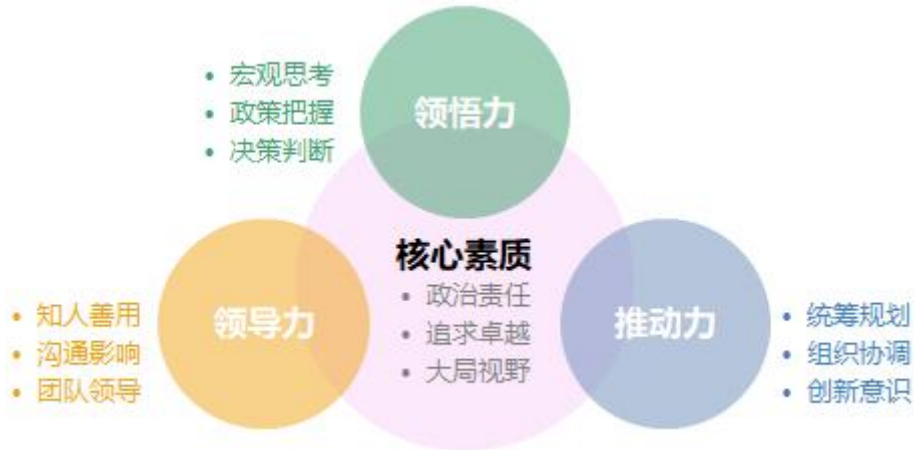 • 宏观思考
• 政策把握
• 决策判断
领悟力
核心素质
• 政治责任
• 追求卓越
• 大局视野
• 知人善用
• 沟通影响
• 团队领导
领导力
推动力
• 统筹规划
• 组织协调
• 创新意识